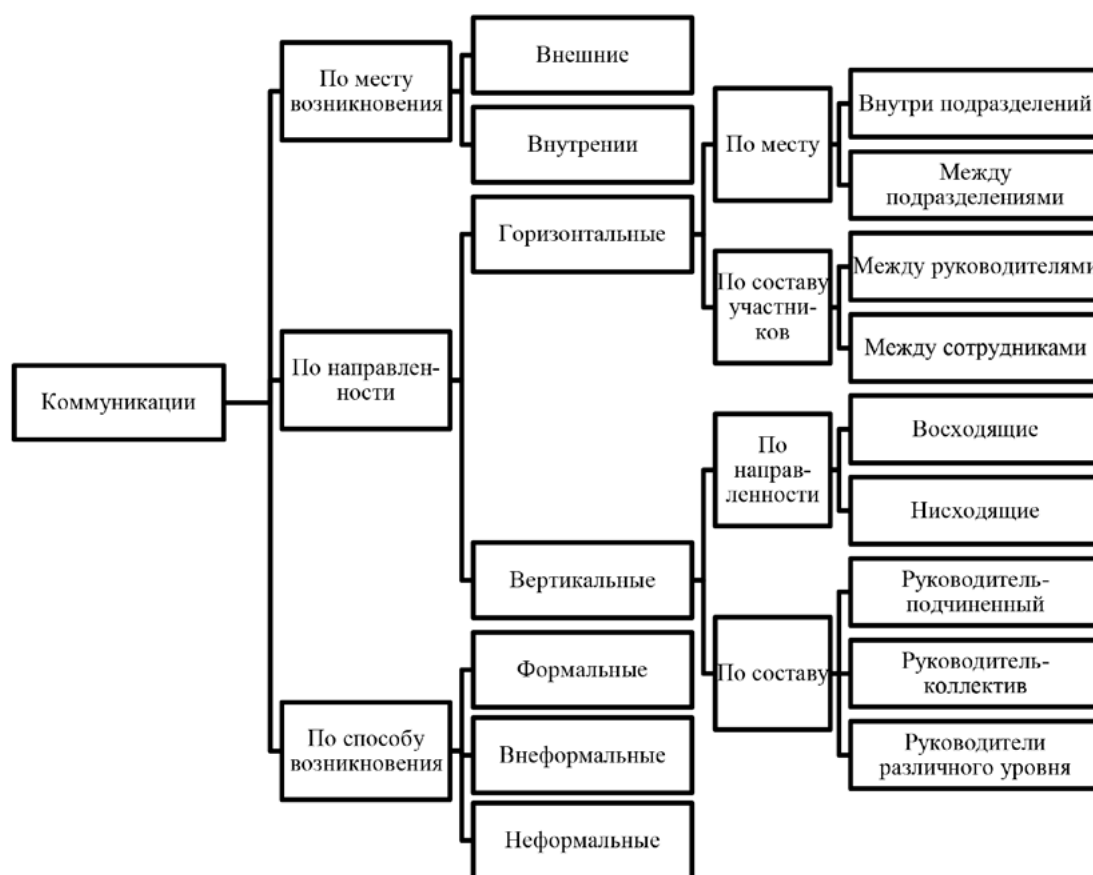 Коммуникации
По месту
возникновения
Внешние
Внутрении
По направлен-
ности
Горизонтальные
По месту
Внутри подразделений
Между
подразделениями
По составу
участни-
ков
Между руководителями
Между сотрудниками
Вертикальные
По
направ-
ленности
Восходящие
Нисходящие
По составу
Руководитель-
подчиненный
Руководитель-
коллектив
Руководители
различного уровня
По способу
возникновения
Формальные
Внеформальные
Неформальные